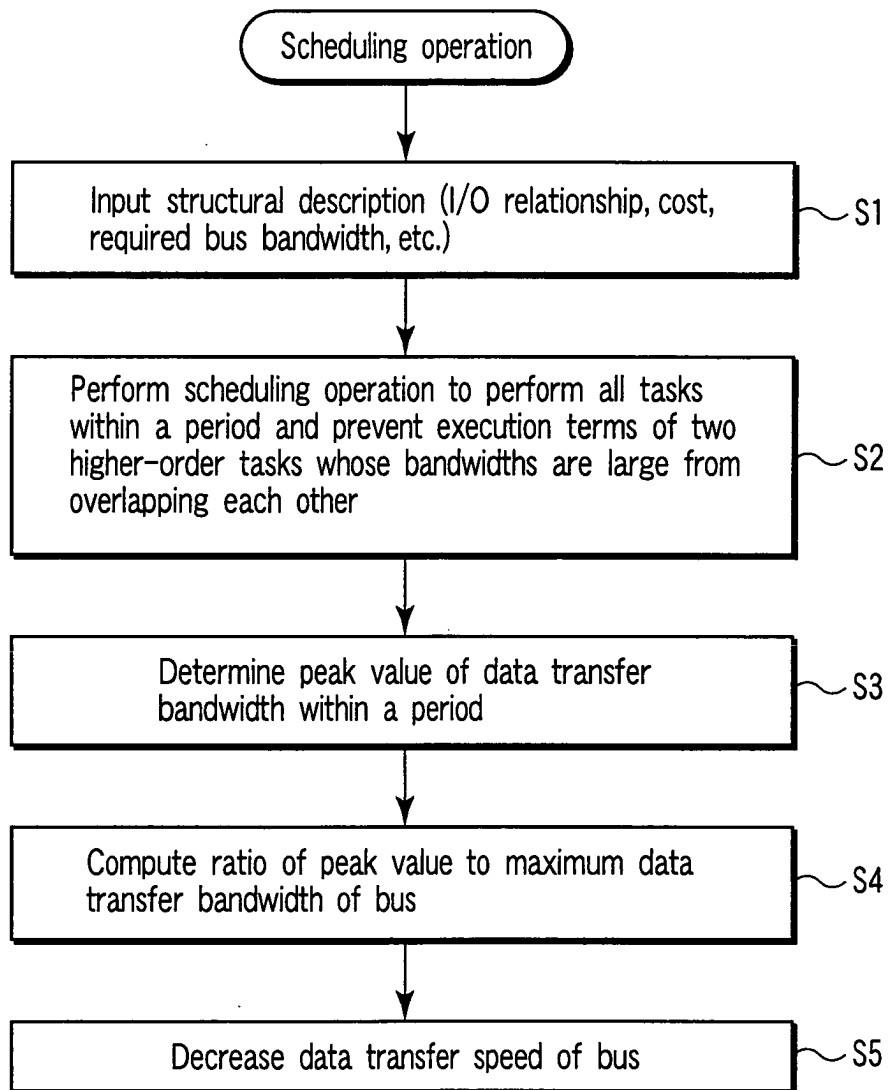 Scheduling operation
Input structural description (I/O relationship, cost,
required bus bandwidth, etc.)
S1
Perform scheduling operation to perform all tasks
within a period and prevent execution terms of two
higher-order tasks whose bandwidths are large from
overlapping each other
S2
Determine peak value of data transfer
bandwidth within a period
S3
Compute ratio of peak value to maximum data
transfer bandwidth of bus
S4
Decrease data transfer speed of bus
S5